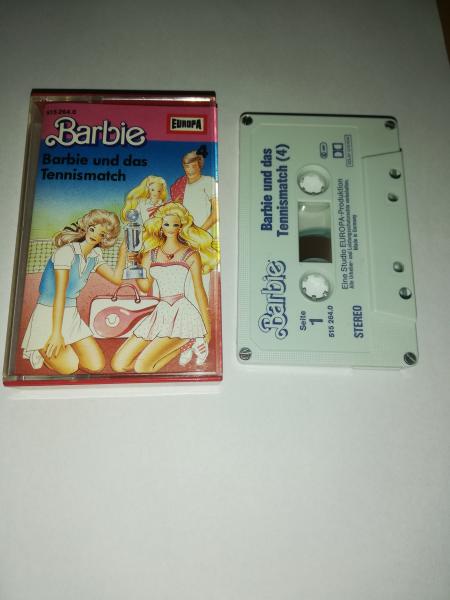 515 264.0
EUROPA
Barbie
4
Barbie und das
Tennismatch
Barbie
Barbie und das
Tennismatch (4)
Seite
1
515 264.0
Eine Studio EUROPA-Produktion
Made in Germany
STEREO